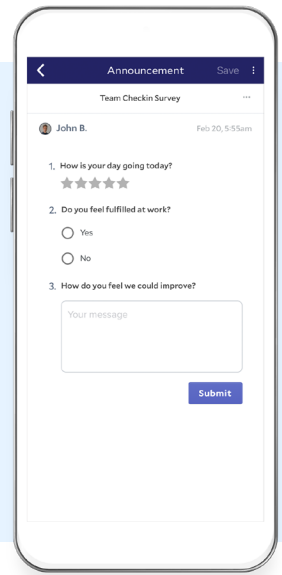 Announcement Save
Team Checkin Survey
John B. Feb 20, 5:55am
1. How is your day going today?
2. Do you feel fulfilled at work?
Yes
No
3. How do you feel we could improve?
Your message
Submit